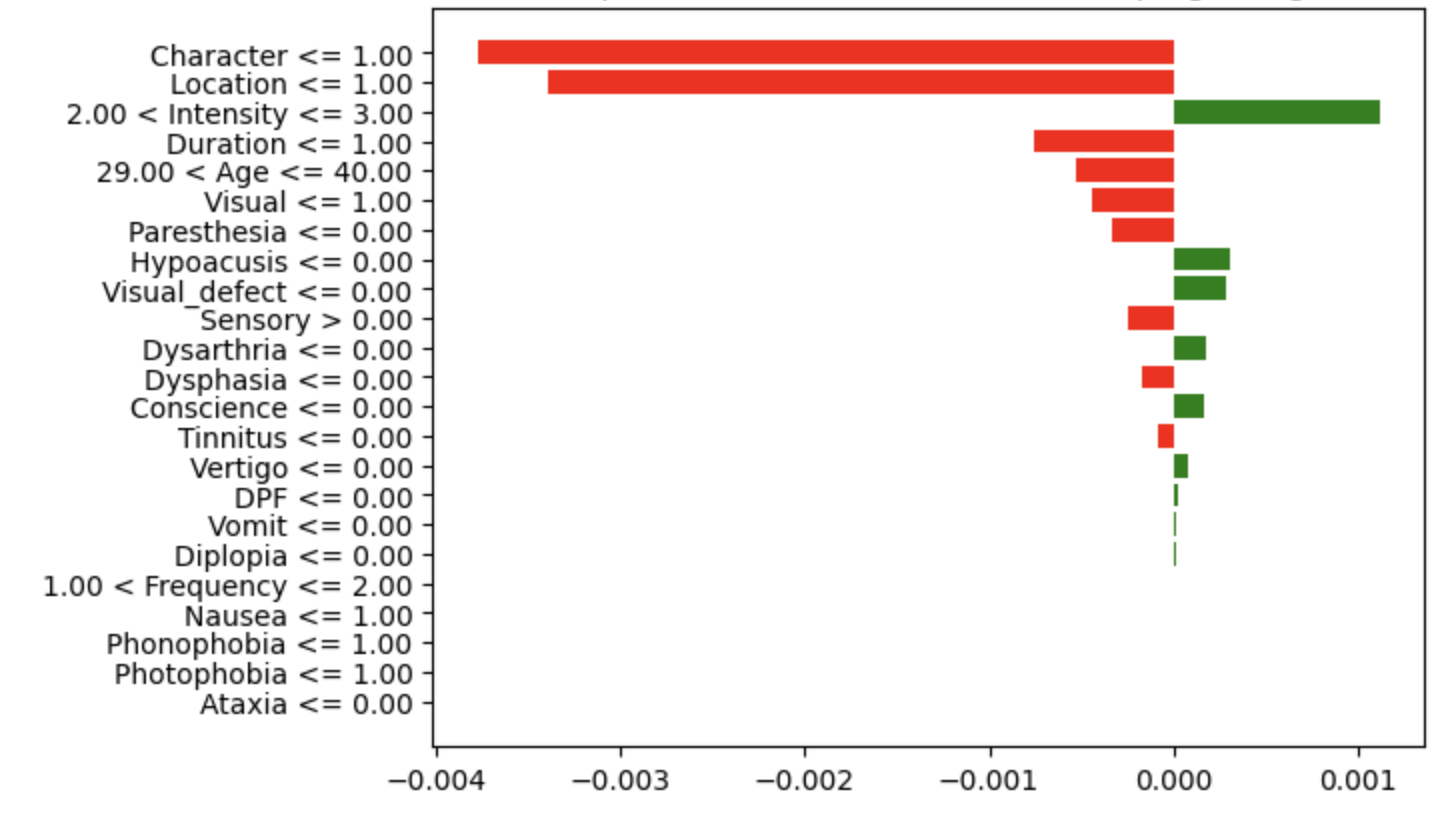 Character <= 1.00
Location <= 1.00
2.00 < Intensity <= 3.00
Duration <= 1.00
29.00 < Age <= 40.00
Visual <= 1.00
Paresthesia <= 0.00
Hypoacusis <= 0.00
Visual_defect <= 0.00
Sensory > 0.00
Dysarthria <= 0.00
Dysphasia <= 0.00
Conscience <= 0.00
Tinnitus <= 0.00
Vertigo <= 0.00
DPF <= 0.00
Vomit <= 0.00
Diplopia <= 0.00
1.00 < Frequency <= 2.00
Nausea <= 1.00
Phonophobia <= 1.00
Photophobia <= 1.00
Ataxia <= 0.00
−0.004 −0.003 −0.002 −0.001 0.000 0.001